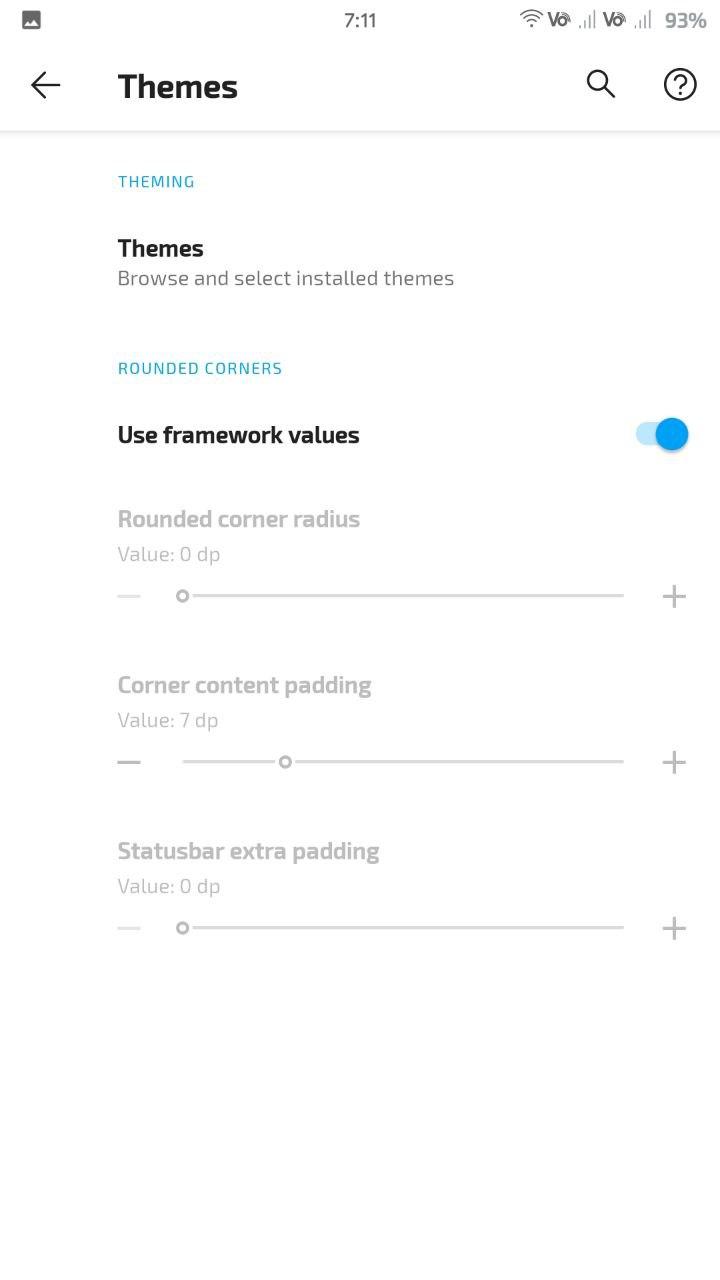 7:11
Vo
Vo
93%
Themes
THEMING
Themes
Browse and select installed themes
ROUNDED CORNERS
Use framework values
Rounded corner radius
Value: 0 dp
Corner content padding
Value: 7 dp
Statusbar extra padding
Value: 0 dp